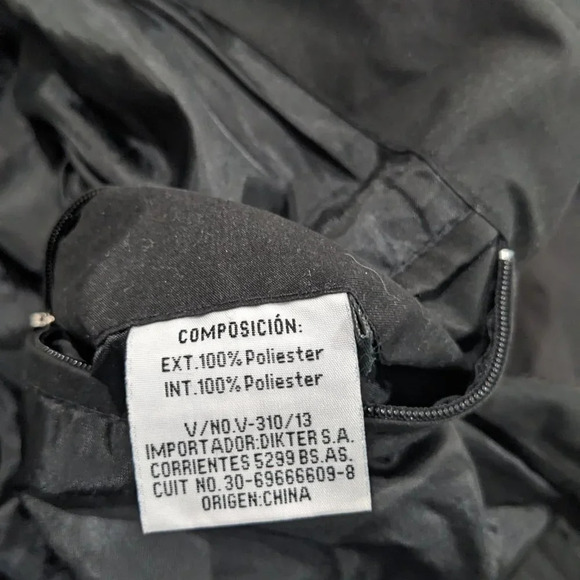 COMPOSICIÓN:
EXT.100% Poliester
INT.100% Poliester
V/NO.V-310/13
IMPORTADOR:DIKTER S.A.
CORRIENTES 5299 BS.AS.
CUIT NO.30-69666609-8
ORIGEN:CHINA